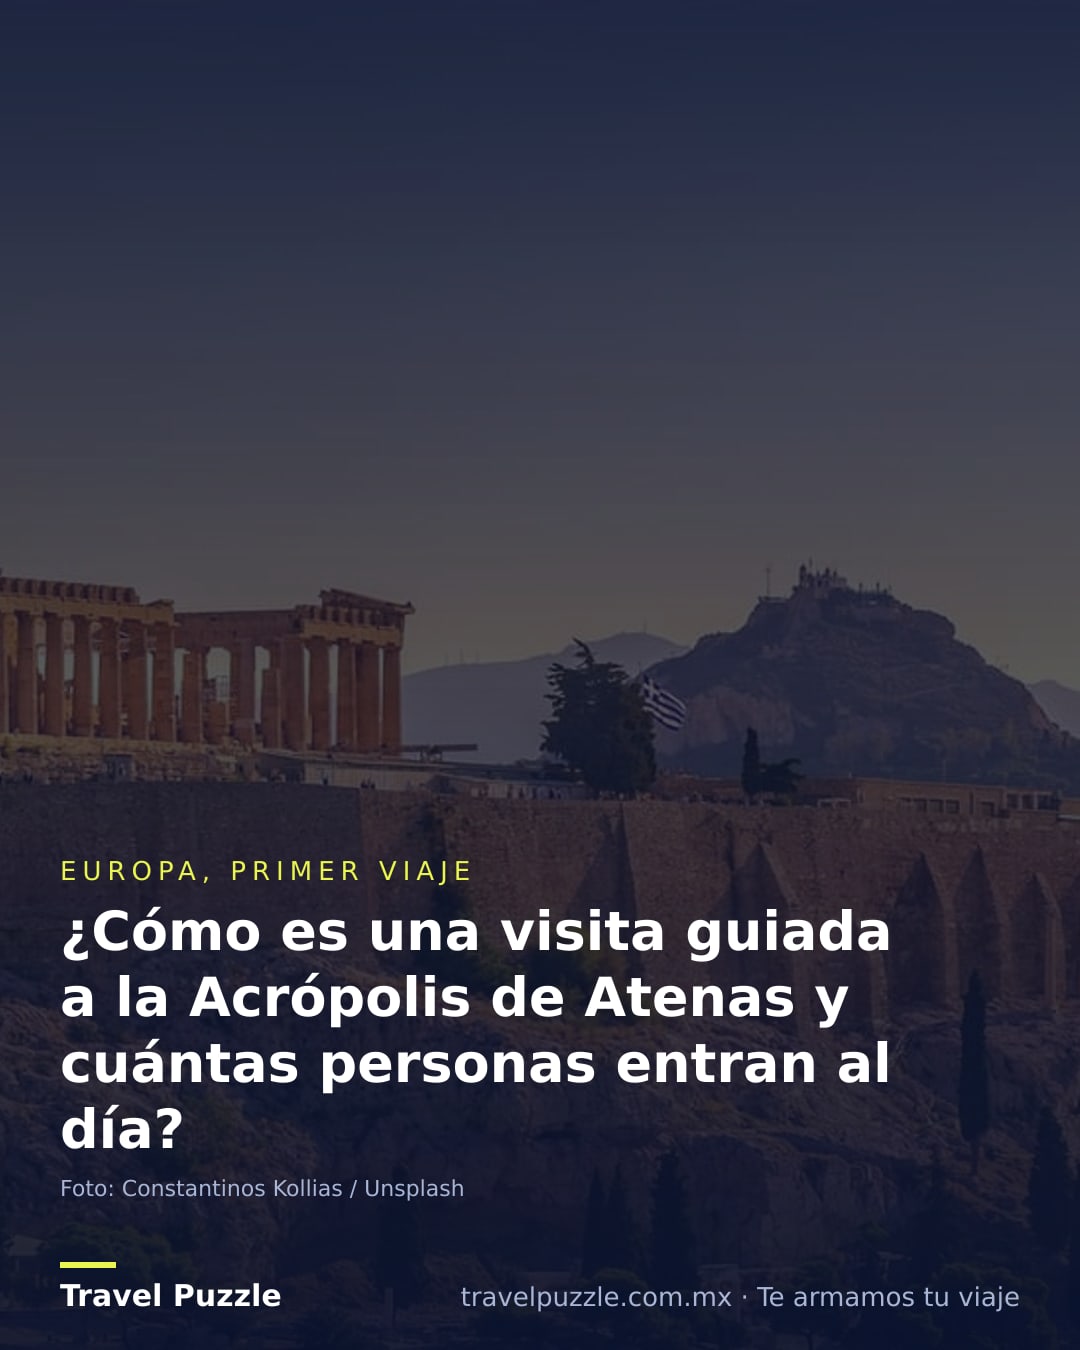 EUROPA, PRIMER VIAJE
¿Cómo es una visita guiada
a la Acrópolis de Atenas y
cuántas personas entran al
día?
Foto: Constantinos Kollias / Unsplash
Travel Puzzle
travelpuzzle.com.mx · Te armamos tu viaje